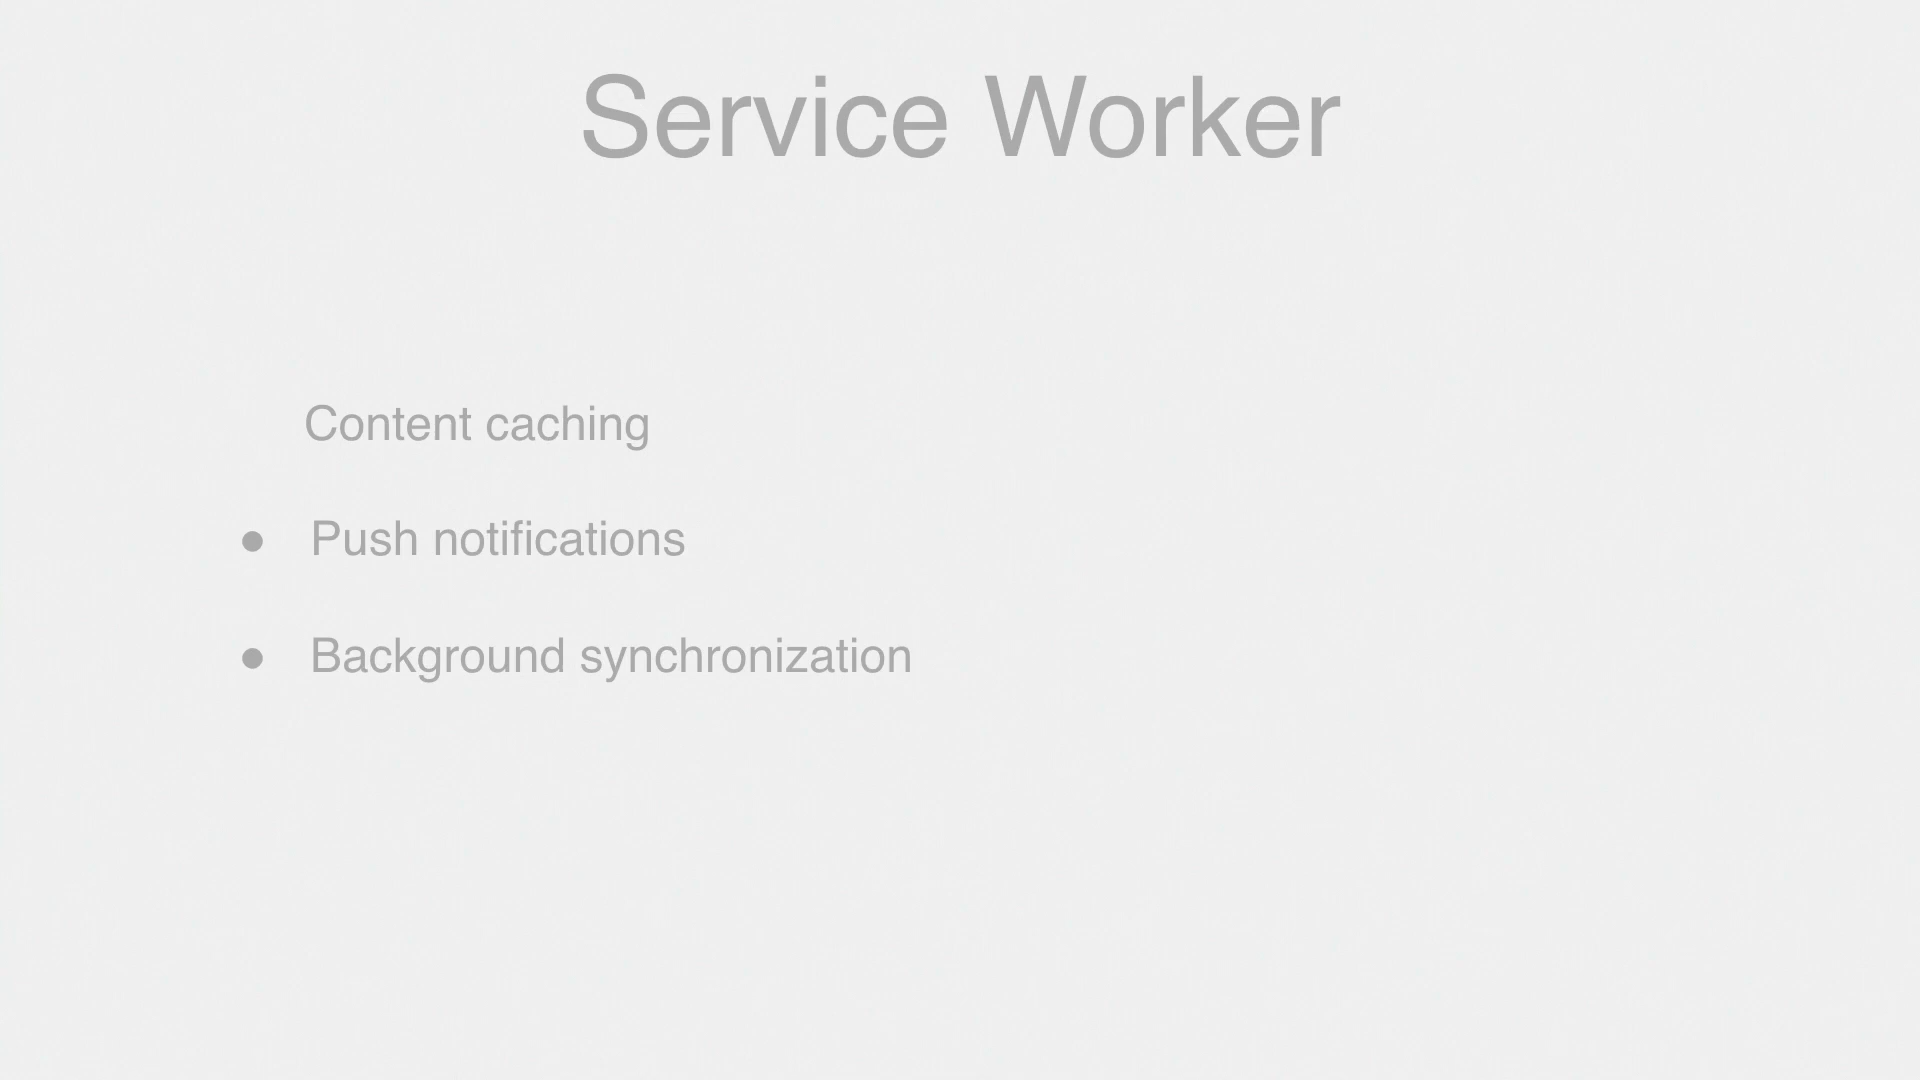 Service Worker
Content caching
● Push notifications
● Background synchronization